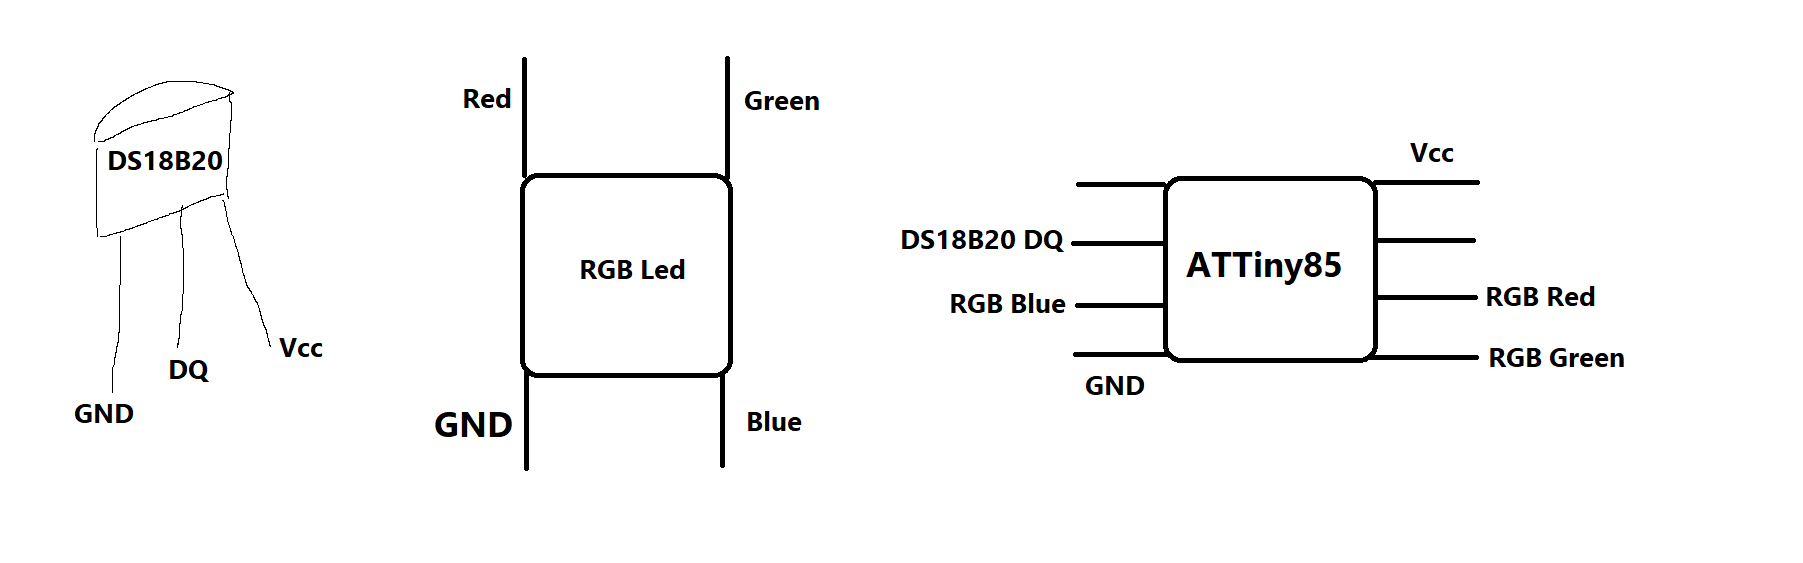 DS18B20
GND
DQ
Vcc
Red
Green
RGB Led
GND
Blue
Vcc
DS18B20 DQ
ATTiny85
RGB Blue
RGB Red
GND
RGB Green